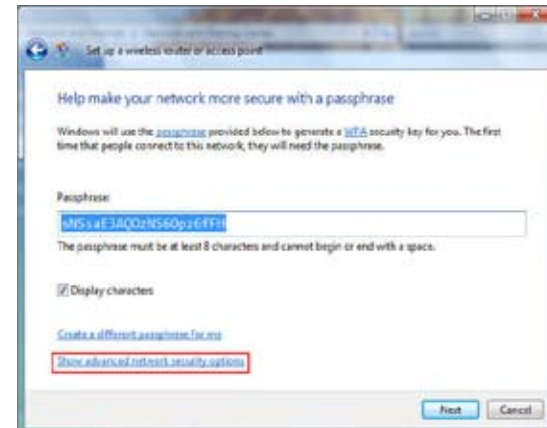 Set up a wireless router or access point
Help make your network more secure with a passphrase
Windows will use the passphrase provided below to generate a WPA security key for you. The first
time that people connect to this network, they will need the passphrase.
Passphrase:
The passphrase must be at least 8 characters and cannot begin or end with a space.
Display characters
Create a different passphrase for me
Show advanced network security options
Next
Cancel